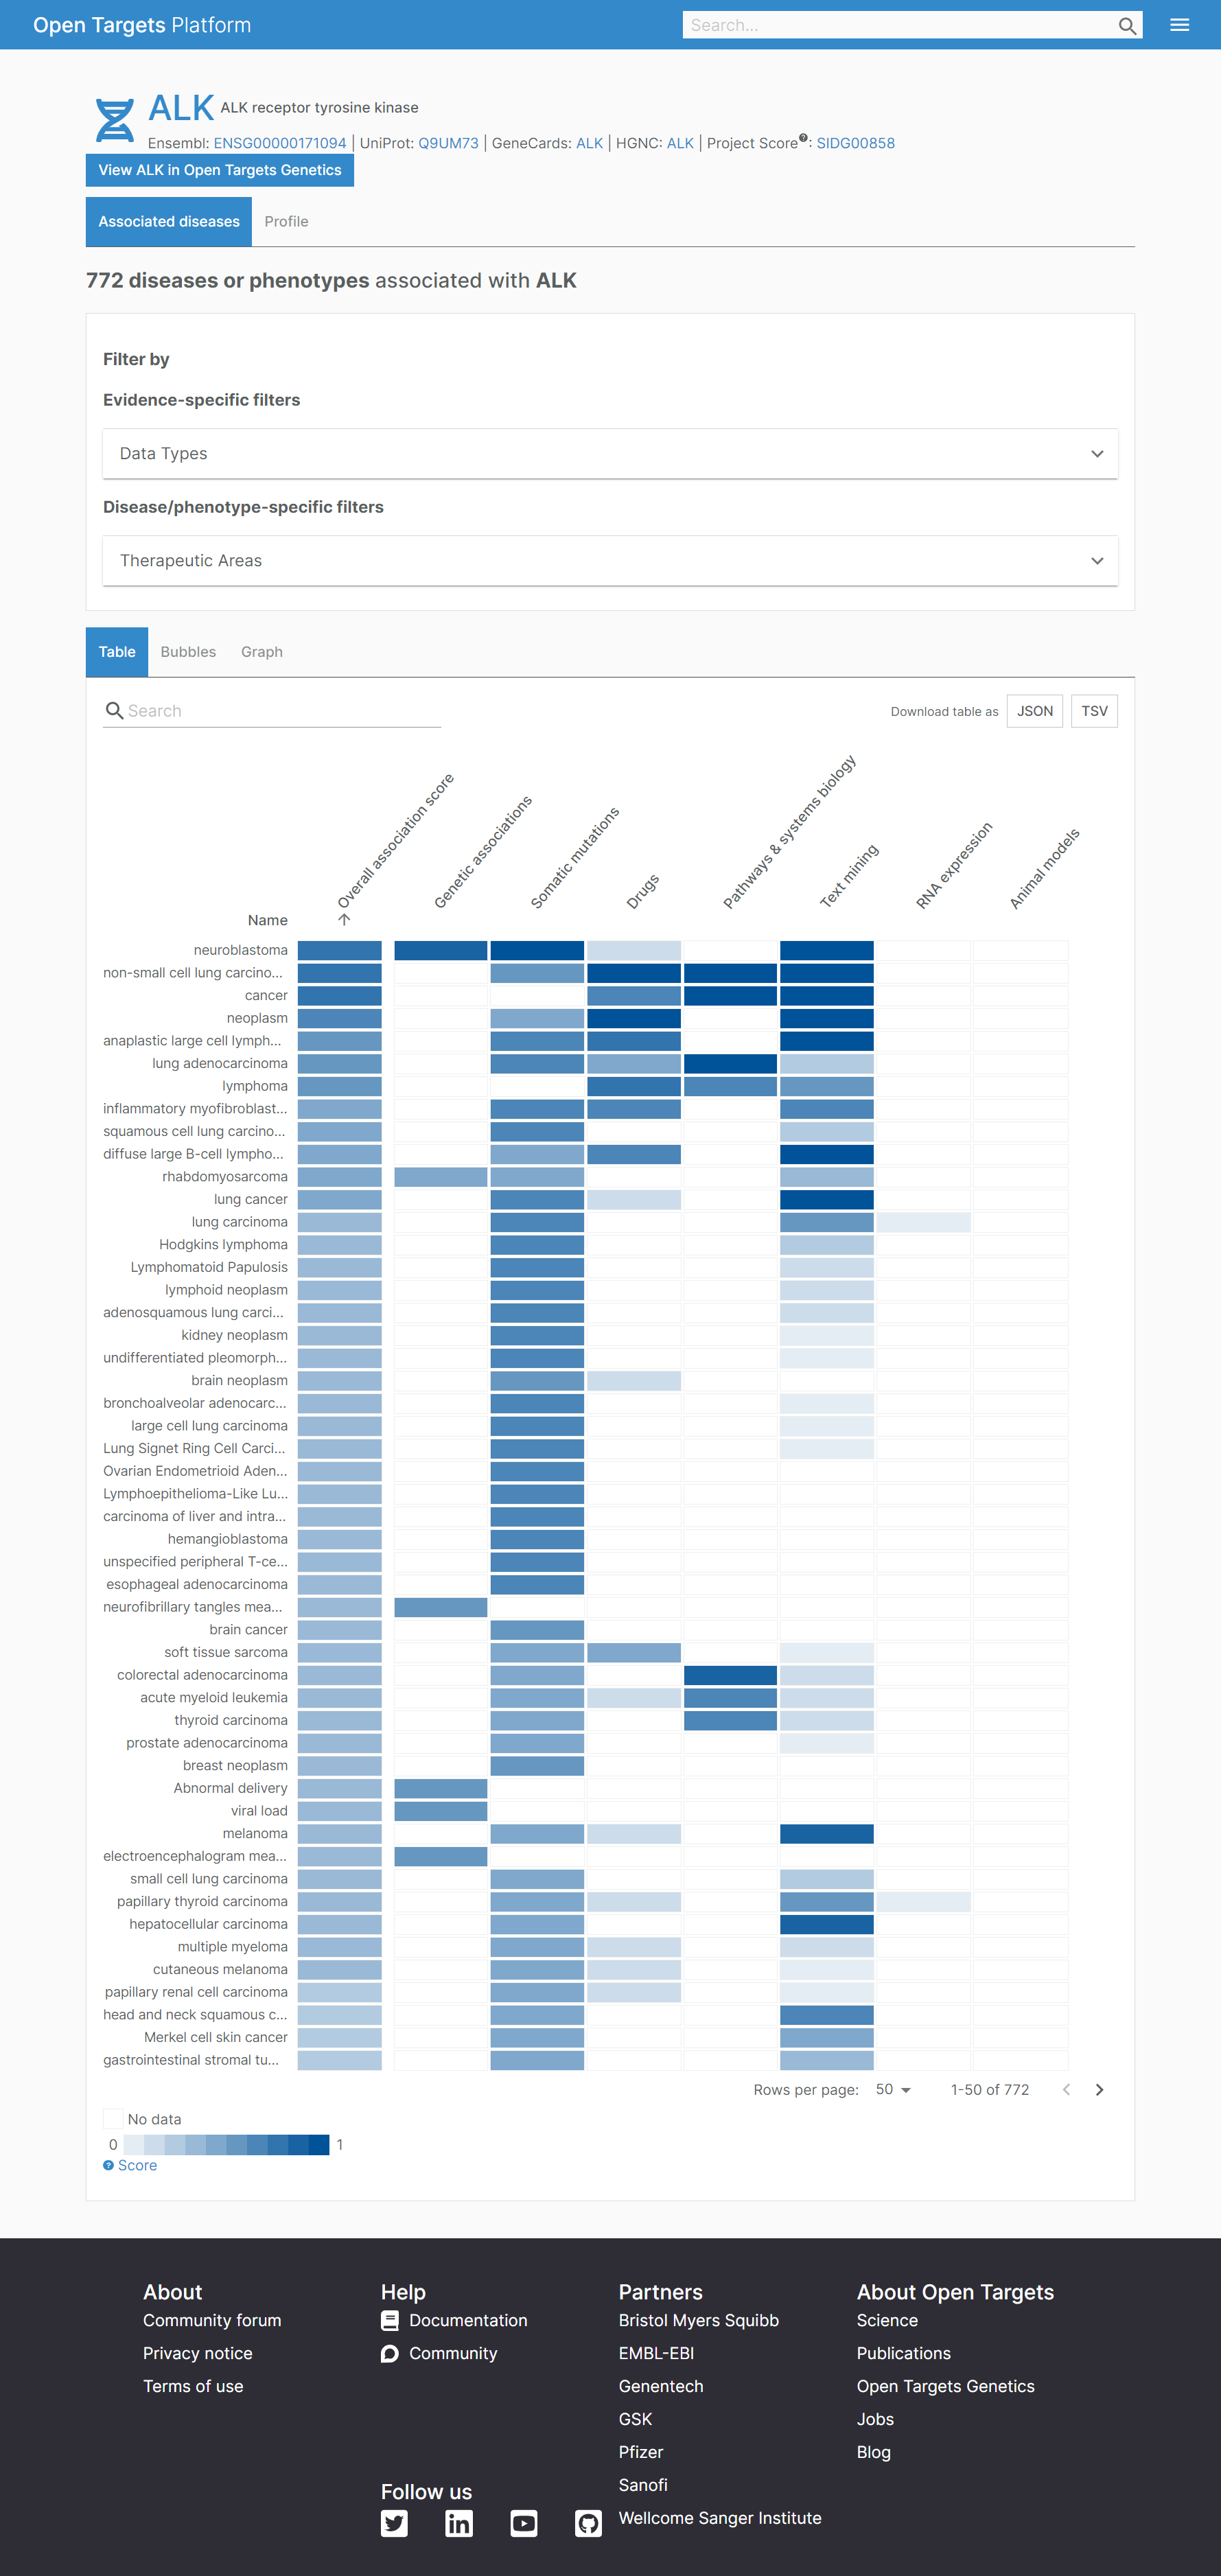 Open Targets Platform
Search...
ALK ALK receptor tyrosine kinase
Ensembl: ENSG00000171094 | UniProt: Q9UM73 | GeneCards: ALK | HGNC: ALK | Project Score: SIDG00858
View ALK in Open Targets Genetics
Associated diseases Profile
772 diseases or phenotypes associated with ALK
Filter by
Evidence-specific filters
Data Types
Disease/phenotype-specific filters
Therapeutic Areas
Table Bubbles Graph
Search
Download table as JSON TSV
Name
Overall association score
Genetic associations
Somatic mutations
Drugs
Pathways & systems biology
Text mining
RNA expression
Animal models
neuroblastoma
non-small cell lung carcino...
cancer
neoplasm
anaplastic large cell lymph...
lung adenocarcinoma
lymphoma
inflammatory myofibroblast...
squamous cell lung carcino...
diffuse large B-cell lympho...
rhabdomyosarcoma
lung cancer
lung carcinoma
Hodgkins lymphoma
Lymphomatoid Papulosis
lymphoid neoplasm
adenosquamous lung carci...
kidney neoplasm
undifferentiated pleomorph...
brain neoplasm
bronchoalveolar adenocarc...
large cell lung carcinoma
Lung Signet Ring Cell Carci...
Ovarian Endometrioid Aden...
Lymphoepithelioma-Like Lu...
carcinoma of liver and intra...
hemangioblastoma
unspecified peripheral T-ce...
esophageal adenocarcinoma
neurofibrillary tangles mea...
brain cancer
soft tissue sarcoma
colorectal adenocarcinoma
acute myeloid leukemia
thyroid carcinoma
prostate adenocarcinoma
breast neoplasm
Abnormal delivery
viral load
melanoma
electroencephalogram mea...
small cell lung carcinoma
papillary thyroid carcinoma
hepatocellular carcinoma
multiple myeloma
cutaneous melanoma
papillary renal cell carcinoma
head and neck squamous c...
Merkel cell skin cancer
gastrointestinal stromal tu...
Rows per page: 50 1-50 of 772
No data
0 1
? Score
About
Community forum
Privacy notice
Terms of use
Help
Documentation
Community
Follow us
Partners
Bristol Myers Squibb
EMBL-EBI
Genentech
GSK
Pfizer
Sanofi
Wellcome Sanger Institute
About Open Targets
Science
Publications
Open Targets Genetics
Jobs
Blog